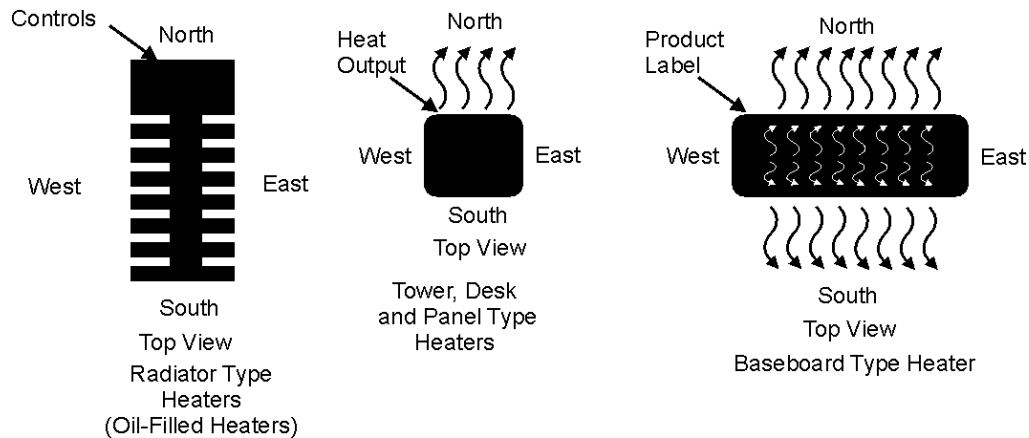 Controls
North
West
East
South
Top View
Radiator Type
Heaters
(Oil-Filled Heaters)
Heat
Output
North
West
East
South
Top View
Tower, Desk
and Panel Type
Heaters
Product
Label
North
West
East
South
Top View
Baseboard Type Heater